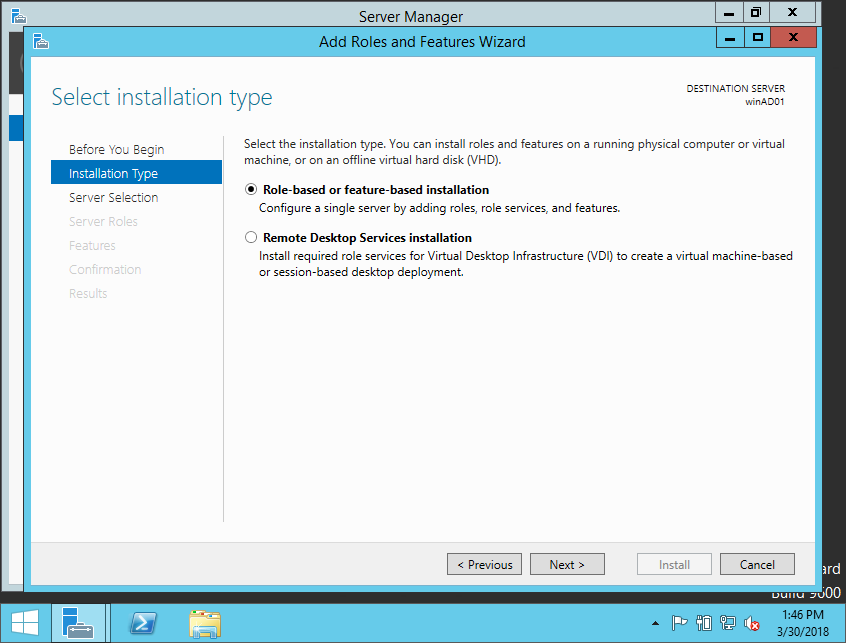 Server Manager
Add Roles and Features Wizard
Select installation type
DESTINATION SERVER
winAD01
Before You Begin
Installation Type
Server Selection
Server Roles
Features
Confirmation
Results
Select the installation type. You can install roles and features on a running physical computer or virtual
machine, or on an offline virtual hard disk (VHD).
Role-based or feature-based installation
Configure a single server by adding roles, role services, and features.
Remote Desktop Services installation
Install required role services for Virtual Desktop Infrastructure (VDI) to create a virtual machine-based
or session-based desktop deployment.
< Previous
Next >
Install
Cancel
ard
Build 9600
1:46 PM
3/30/2018